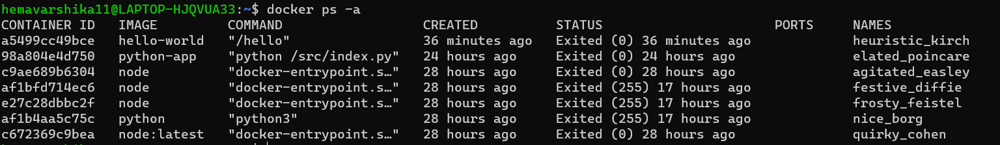 hemavarshika11@LAPTOP-HJQVUA33:~$ docker ps -a
CONTAINER ID   IMAGE         COMMAND                  CREATED          STATUS                      PORTS     NAMES
a5499cc49bce   hello-world   "/hello"                 36 minutes ago   Exited (0) 36 minutes ago             heuristic_kirch
98a804e4d750   python-app    "python /src/index.py"   24 hours ago     Exited (0) 24 hours ago               elated_poincare
c9ae689b6304   node          "docker-entrypoint.s…"   28 hours ago     Exited (0) 28 hours ago               agitated_easley
af1bfd714ec6   node          "docker-entrypoint.s…"   28 hours ago     Exited (255) 17 hours ago             festive_diffie
e27c28dbbc2f   node          "docker-entrypoint.s…"   28 hours ago     Exited (255) 17 hours ago             frosty_feistel
af1b4aa5c75c   python        "python3"                28 hours ago     Exited (255) 17 hours ago             nice_borg
c672369c9bea   node:latest   "docker-entrypoint.s…"   28 hours ago     Exited (0) 28 hours ago               quirky_cohen